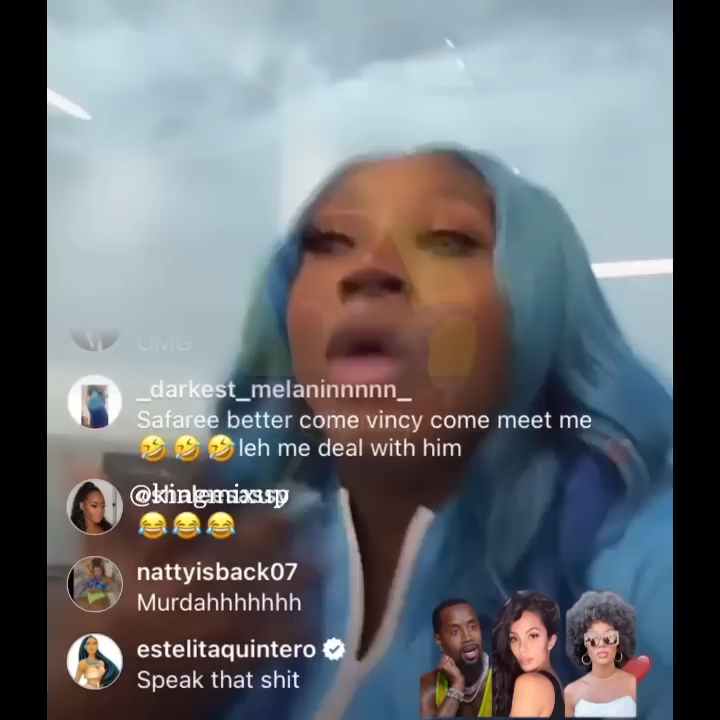 OMG
_darkest_melaninnnnn_
Safaree better come vincy come meet me
🤣🤣🤣leh me deal with him
😂😂😂
nattyisback07
Murdahhhhhhh
estelitaquintero
Speak that shit